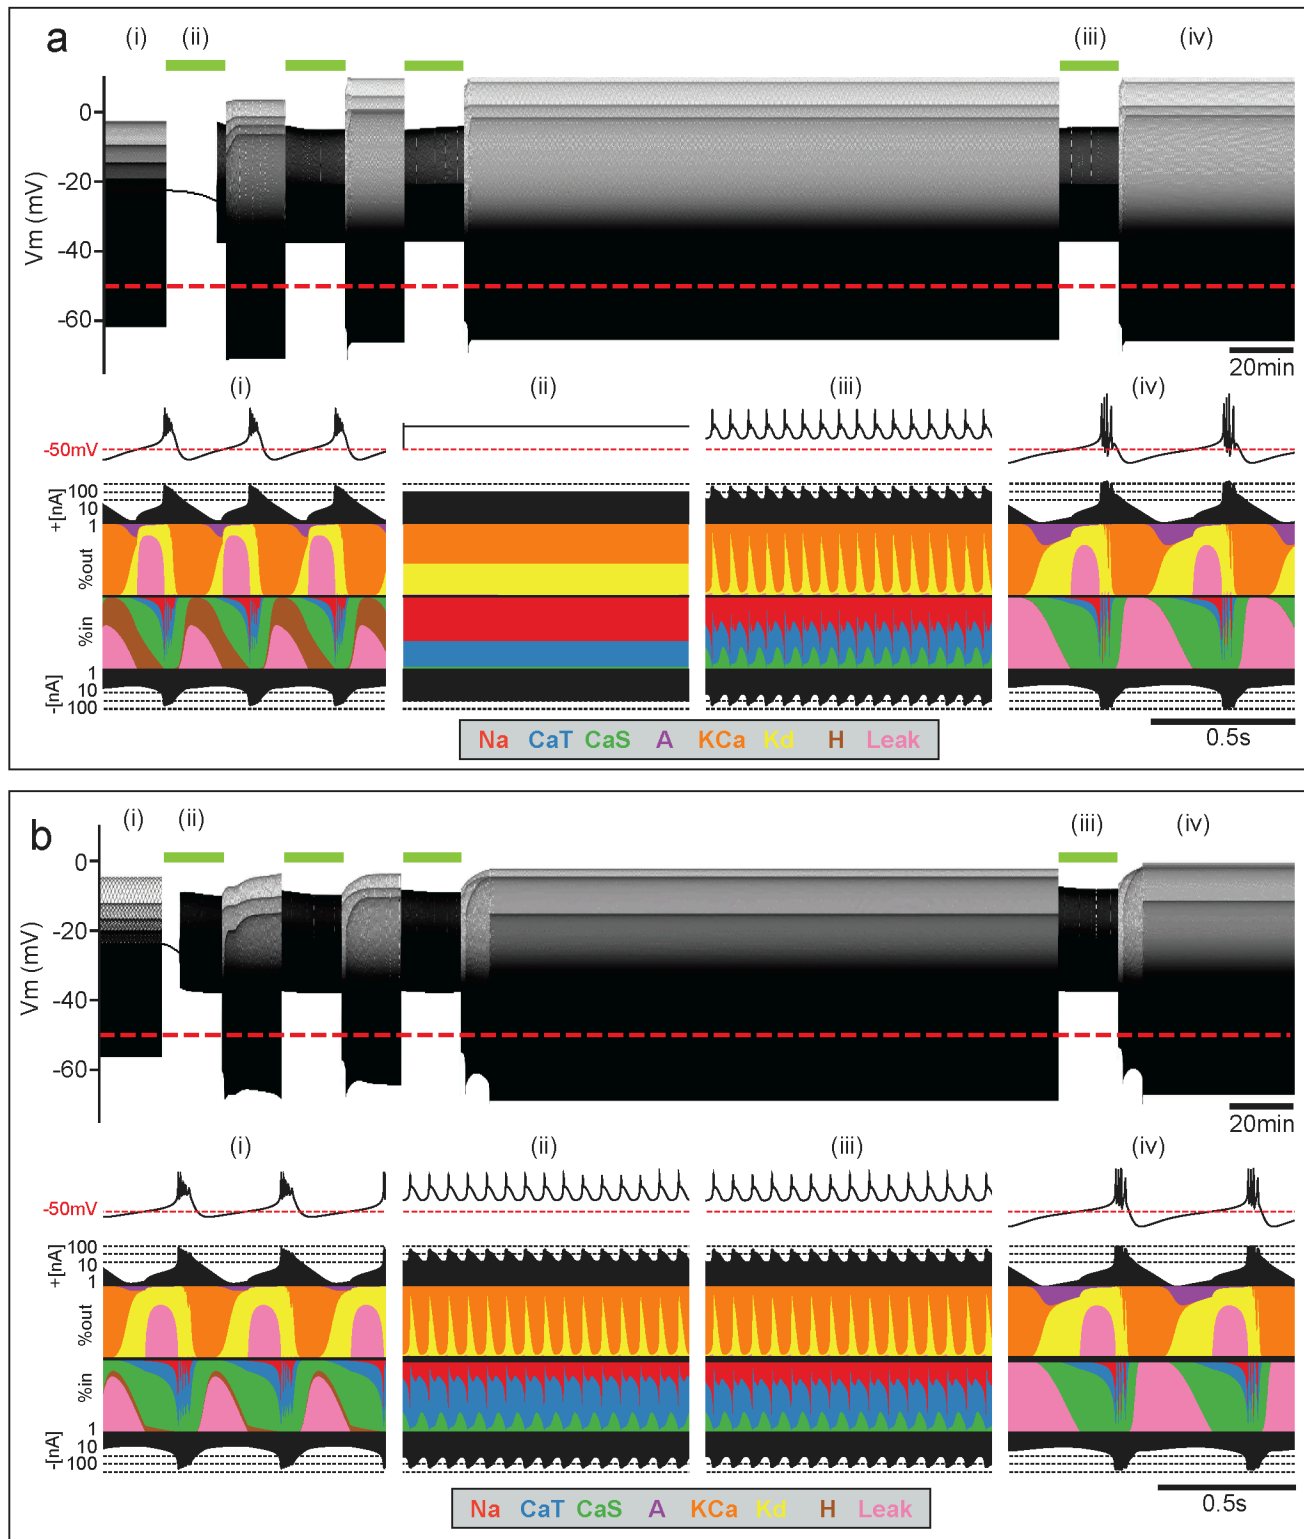 a
(i) (ii) (iii) (iv)
0
-20
-40
-60
Vm (mV)
20min
(i) (ii) (iii) (iv)
-50mV
+[nA] 100 10 1
%out
%in
-[nA] 1 10 100
0.5s
Na CaT CaS A KCa Kd H Leak
b
(i) (ii) (iii) (iv)
0
-20
-40
-60
Vm (mV)
20min
(i) (ii) (iii) (iv)
-50mV
+[nA] 100 10 1
%out
%in
-[nA] 1 10 100
0.5s
Na CaT CaS A KCa Kd H Leak